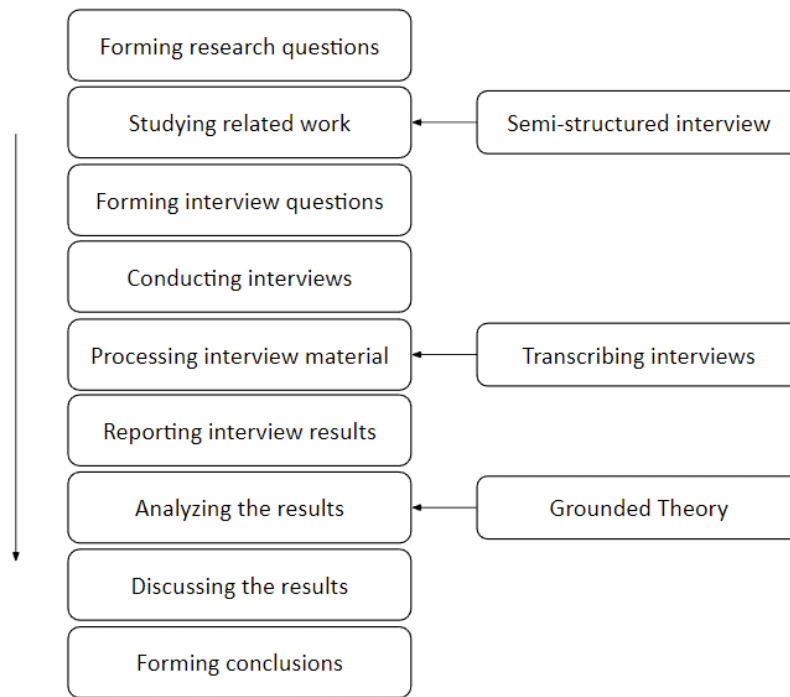 Forming research questions
Studying related work
Semi-structured interview
Forming interview questions
Conducting interviews
Processing interview material
Transcribing interviews
Reporting interview results
Analyzing the results
Grounded Theory
Discussing the results
Forming conclusions